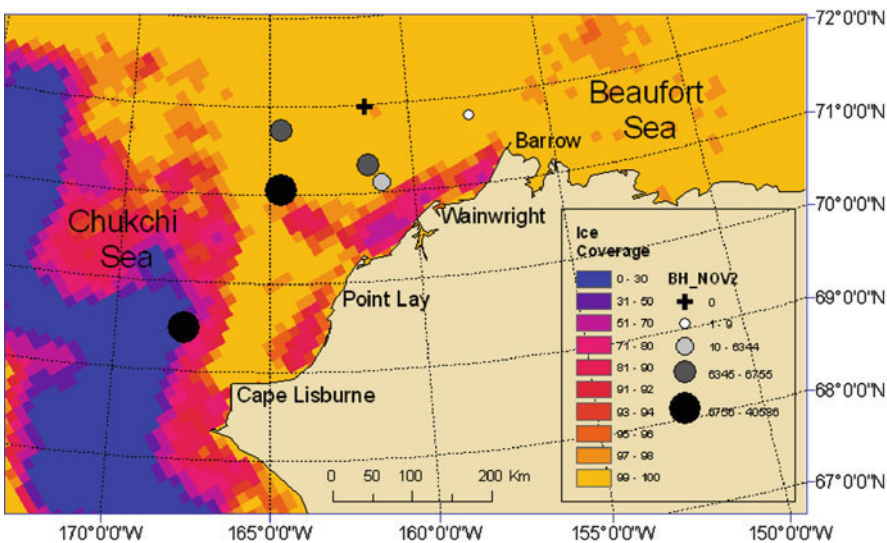 72°0'0"N
71°0'0"N
70°0'0"N
69°0'0"N
68°0'0"N
67°0'0"N
Beaufort
Sea
Barrow
Wainwright
Chukchi
Sea
Point Lay
Cape Lisburne
Ice
Coverage
0 - 30
31 - 50
51 - 70
71 - 80
81 - 90
91 - 92
93 - 94
95 - 96
97 - 98
99 - 100
BH_NOV2
0
1 - 9
10 - 6344
6345 - 6755
6756 - 40586
0 50 100 200 Km
170°0'0"W 165°0'0"W 160°0'0"W 155°0'0"W 150°0'0"W